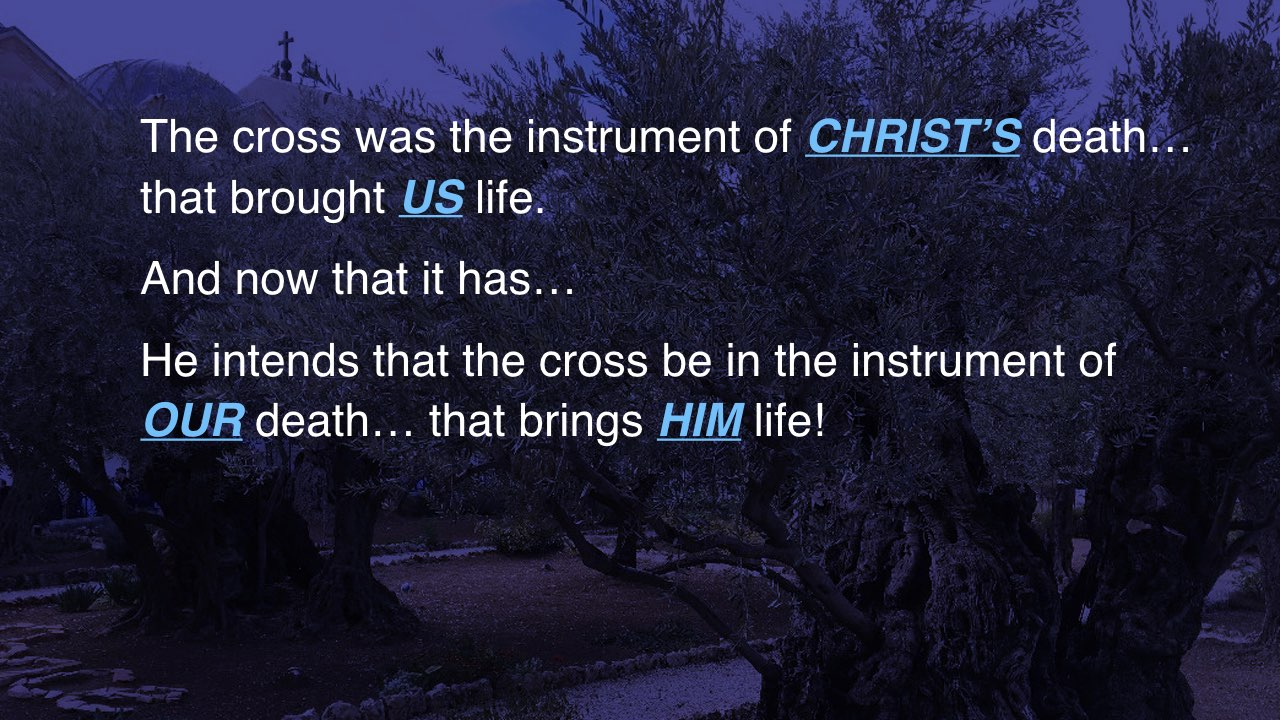 The cross was the instrument of CHRIST’S death…
that brought US life.
And now that it has…
He intends that the cross be in the instrument of
OUR death… that brings HIM life!